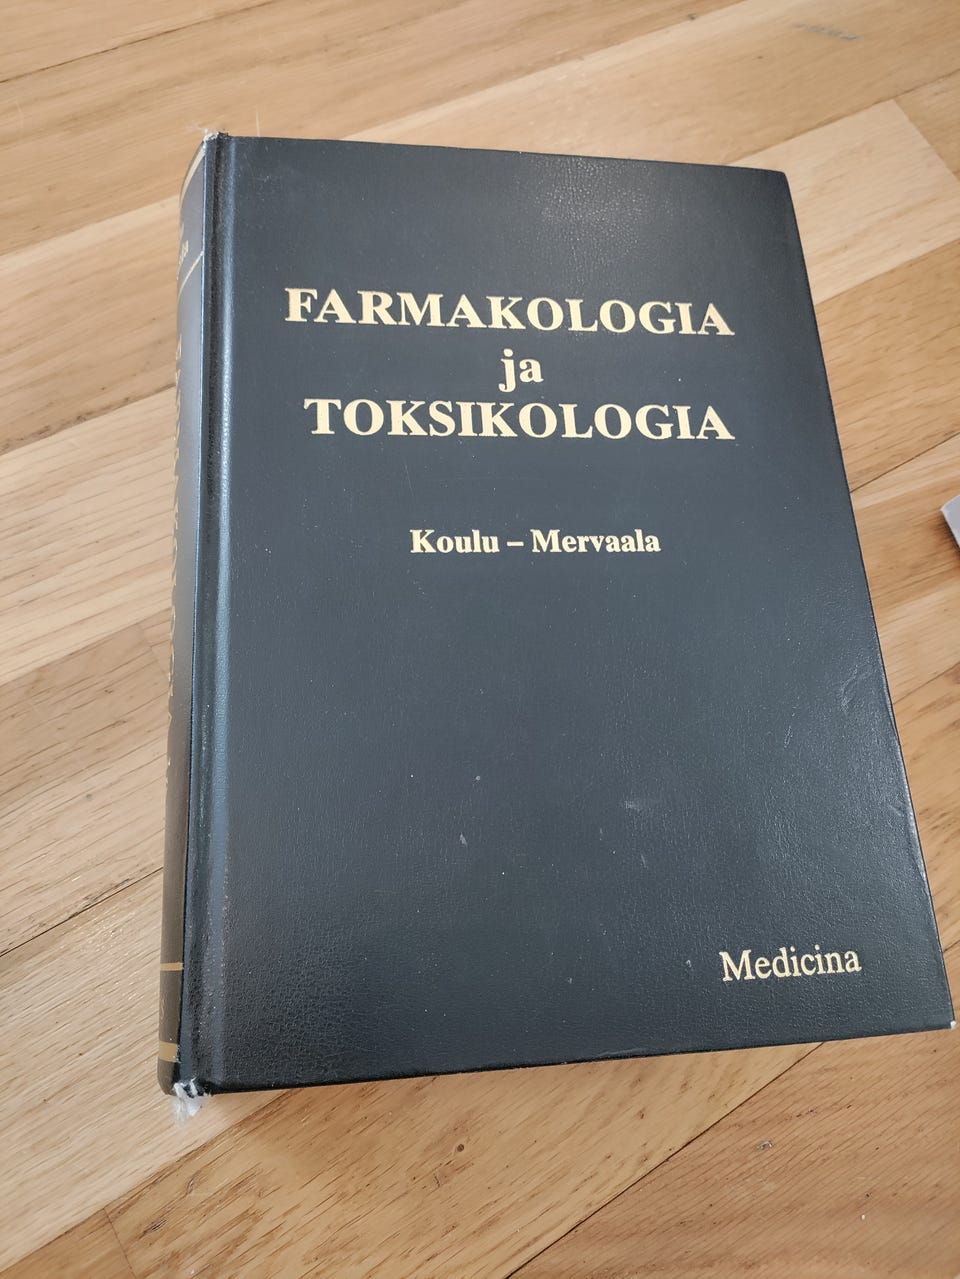 FARMAKOLOGIA
ja
TOKSIKOLOGIA
Koulu – Mervaala
Medicina